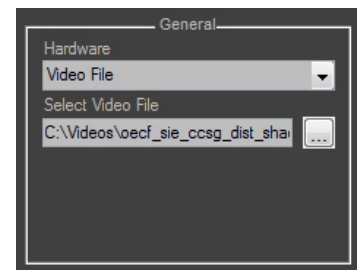 General
Hardware
Video File
Select Video File
C:\Videos\oecf_sie_ccsg_dist_sha
...